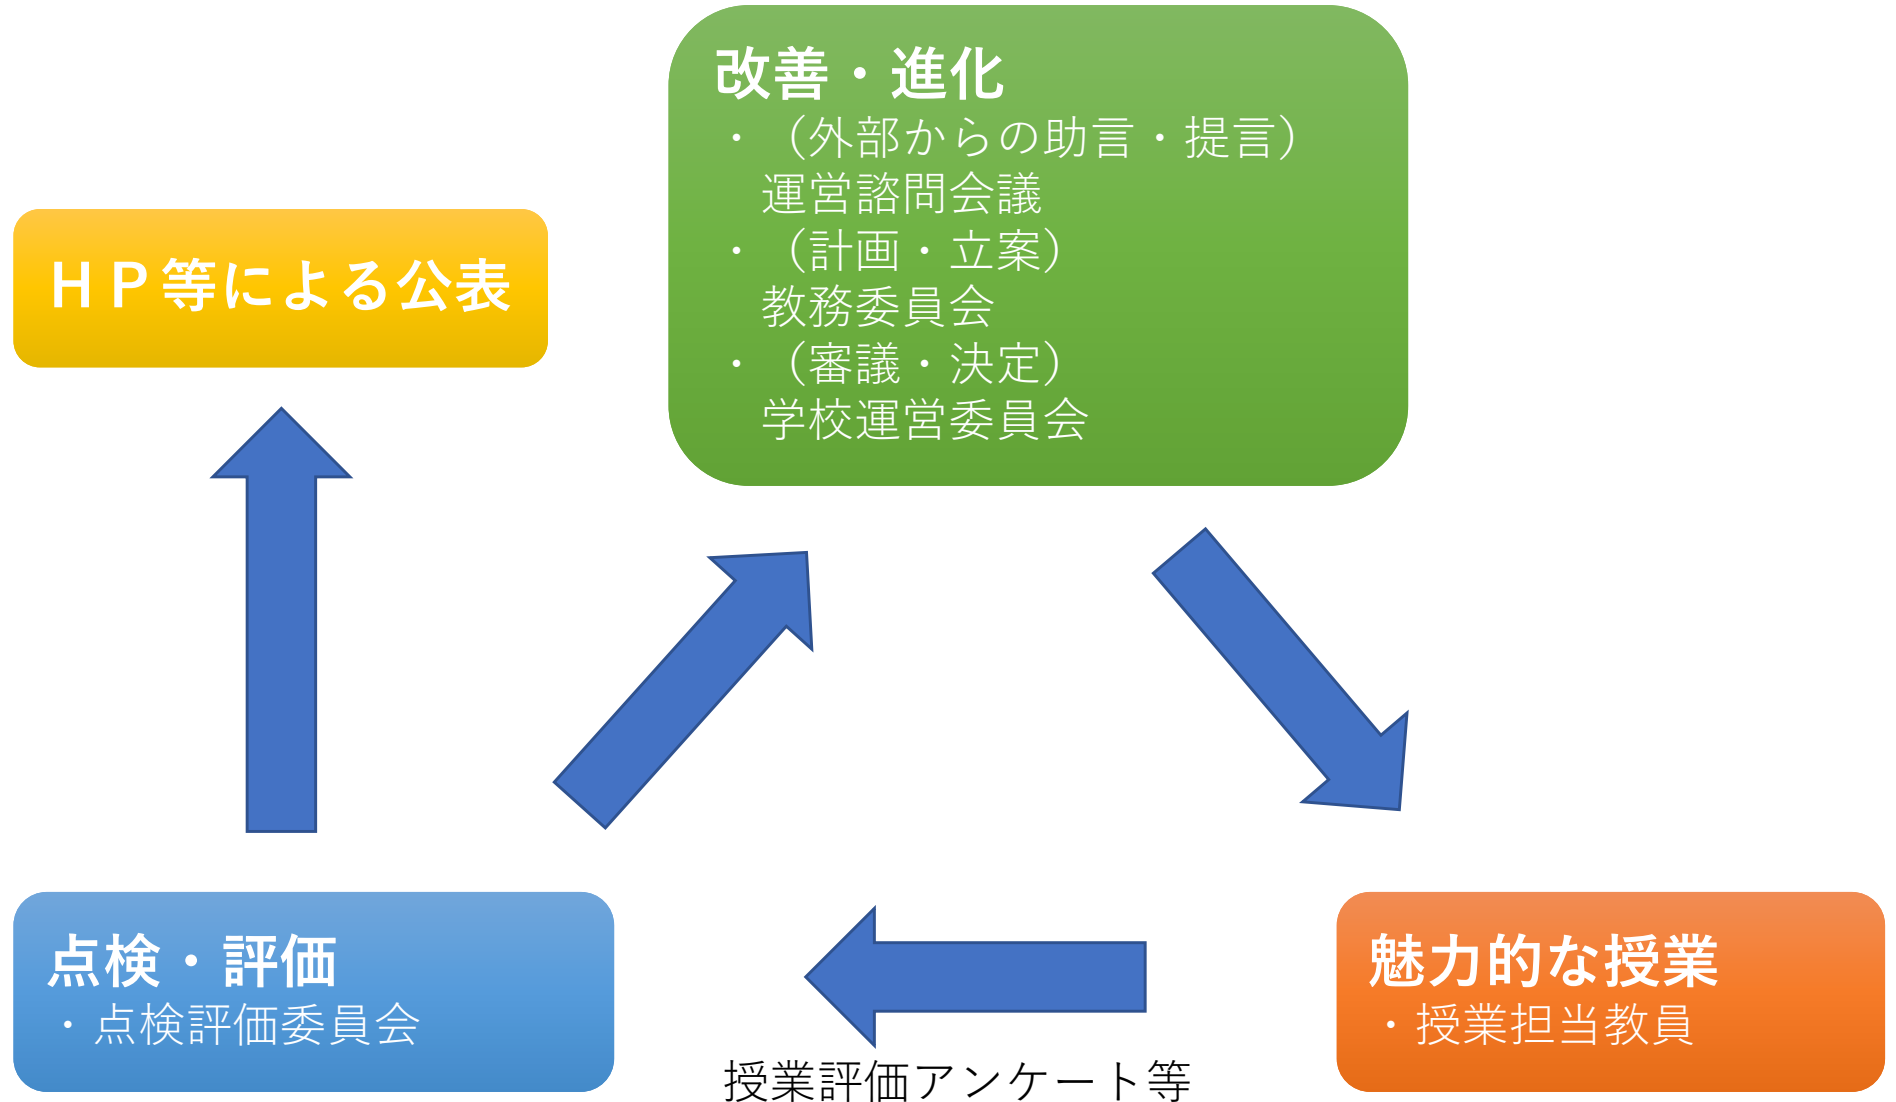 改善・進化
・（外部からの助言・提言）
運営諮問会議
・（計画・立案）
教務委員会
・（審議・決定）
学校運営委員会
ＨＰ等による公表
点検・評価
・点検評価委員会
魅力的な授業
・授業担当教員
授業評価アンケート等